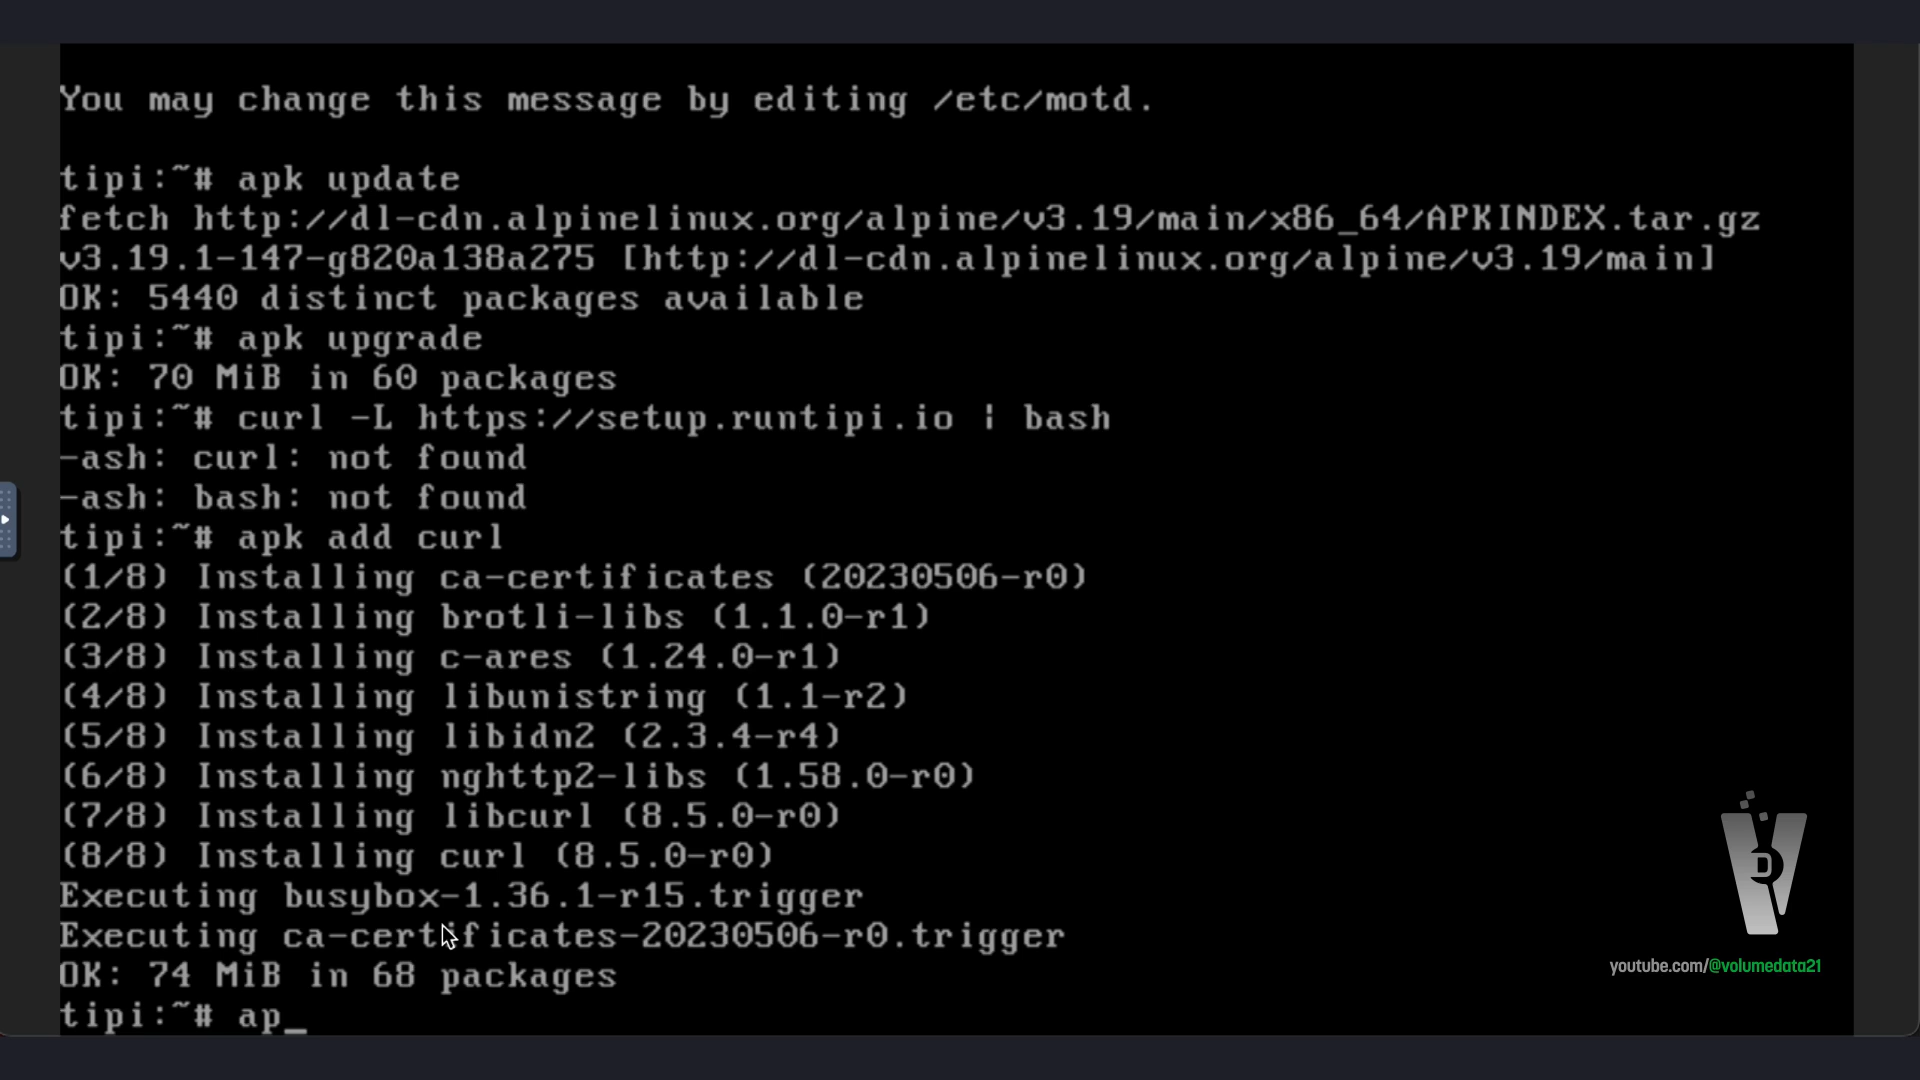 You may change this message by editing /etc/motd.
tipi:~# apk update
fetch http://dl-cdn.alpinelinux.org/alpine/v3.19/main/x86_64/APKINDEX.tar.gz
v3.19.1-147-g820a138a275 [http://dl-cdn.alpinelinux.org/alpine/v3.19/main]
OK: 5440 distinct packages available
tipi:~# apk upgrade
OK: 70 MiB in 60 packages
tipi:~# curl -L https://setup.runtipi.io | bash
-ash: curl: not found
-ash: bash: not found
tipi:~# apk add curl
(1/8) Installing ca-certificates (20230506-r0)
(2/8) Installing brotli-libs (1.1.0-r1)
(3/8) Installing c-ares (1.24.0-r1)
(4/8) Installing libunistring (1.1-r2)
(5/8) Installing libidn2 (2.3.4-r4)
(6/8) Installing nghttp2-libs (1.58.0-r0)
(7/8) Installing libcurl (8.5.0-r0)
(8/8) Installing curl (8.5.0-r0)
Executing busybox-1.36.1-r15.trigger
Executing ca-certificates-20230506-r0.trigger
OK: 74 MiB in 68 packages
tipi:~# ap_
VD
youtube.com/@volumedata21